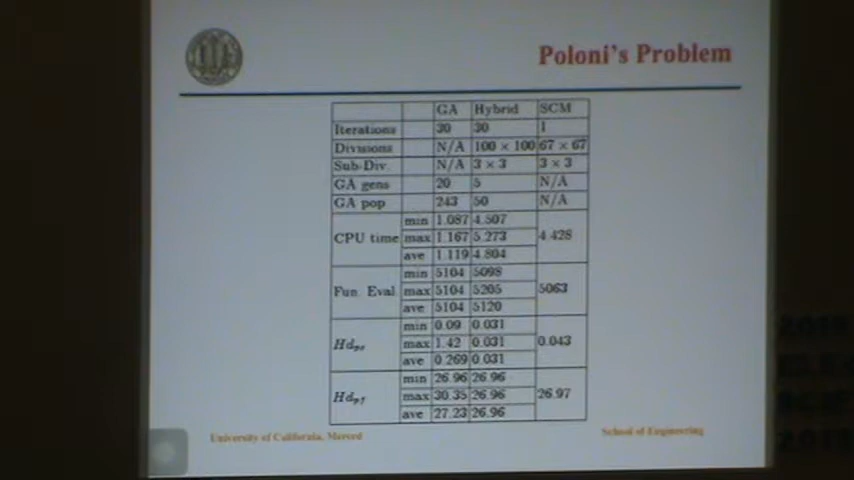 Poloni's Problem
GA Hybrid SCM
Iterations 30 30 1
Divisions N/A 100 × 100 67 × 67
Sub-Div. N/A 3 × 3 3 × 3
GA gens 20 5 N/A
GA pop 243 50 N/A
CPU time min 1.087 4.507 4.428
max 1.167 5.273
ave 1.119 4.804
Fun. Eval min 5104 5098 5063
max 5104 5205
ave 5104 5120
Hdps min 0.09 0.031 0.043
max 1.42 0.031
ave 0.269 0.031
Hdpf min 26.96 26.96 26.97
max 30.35 26.96
ave 27.23 26.96
University of California, Merced
School of Engineering